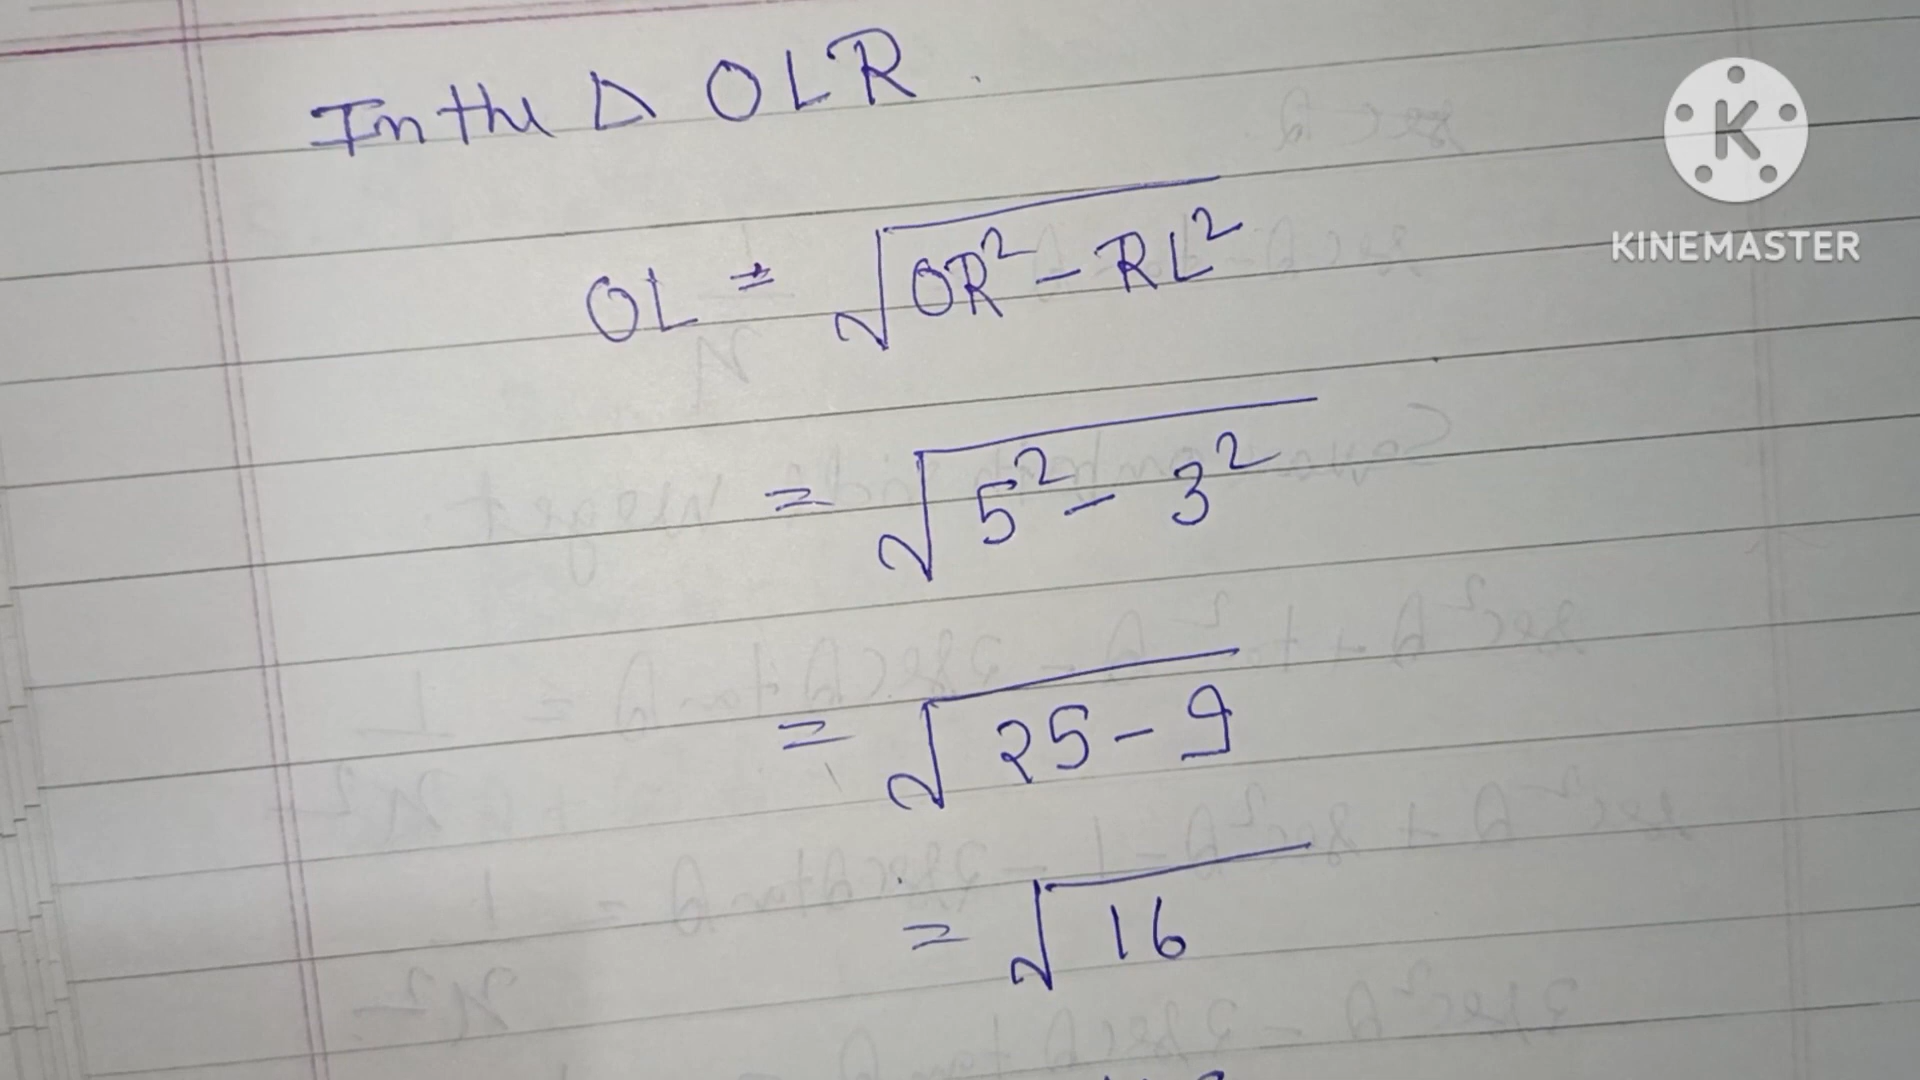 In the △ OLR
OL = √OR² - RL²
= √5² - 3²
= √25 - 9
= √16
KINEMASTER